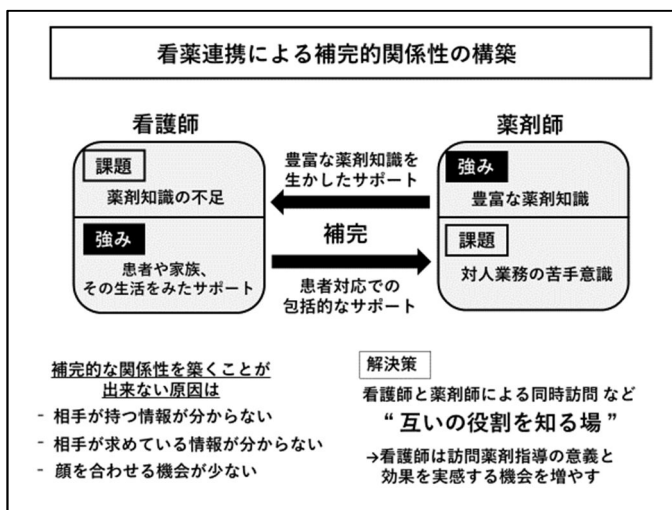 看薬連携による補完的関係性の構築
看護師
課題
薬剤知識の不足
強み
患者や家族、
その生活をみたサポート
豊富な薬剤知識を
生かしたサポート
補完
患者対応での
包括的なサポート
薬剤師
強み
豊富な薬剤知識
課題
対人業務の苦手意識
補完的な関係性を築くことが
出来ない原因は
- 相手が持つ情報が分からない
- 相手が求めている情報が分からない
- 顔を合わせる機会が少ない
解決策
看護師と薬剤師による同時訪問 など
“ 互いの役割を知る場 ”
→看護師は訪問薬剤指導の意義と
効果を実感する機会を増やす